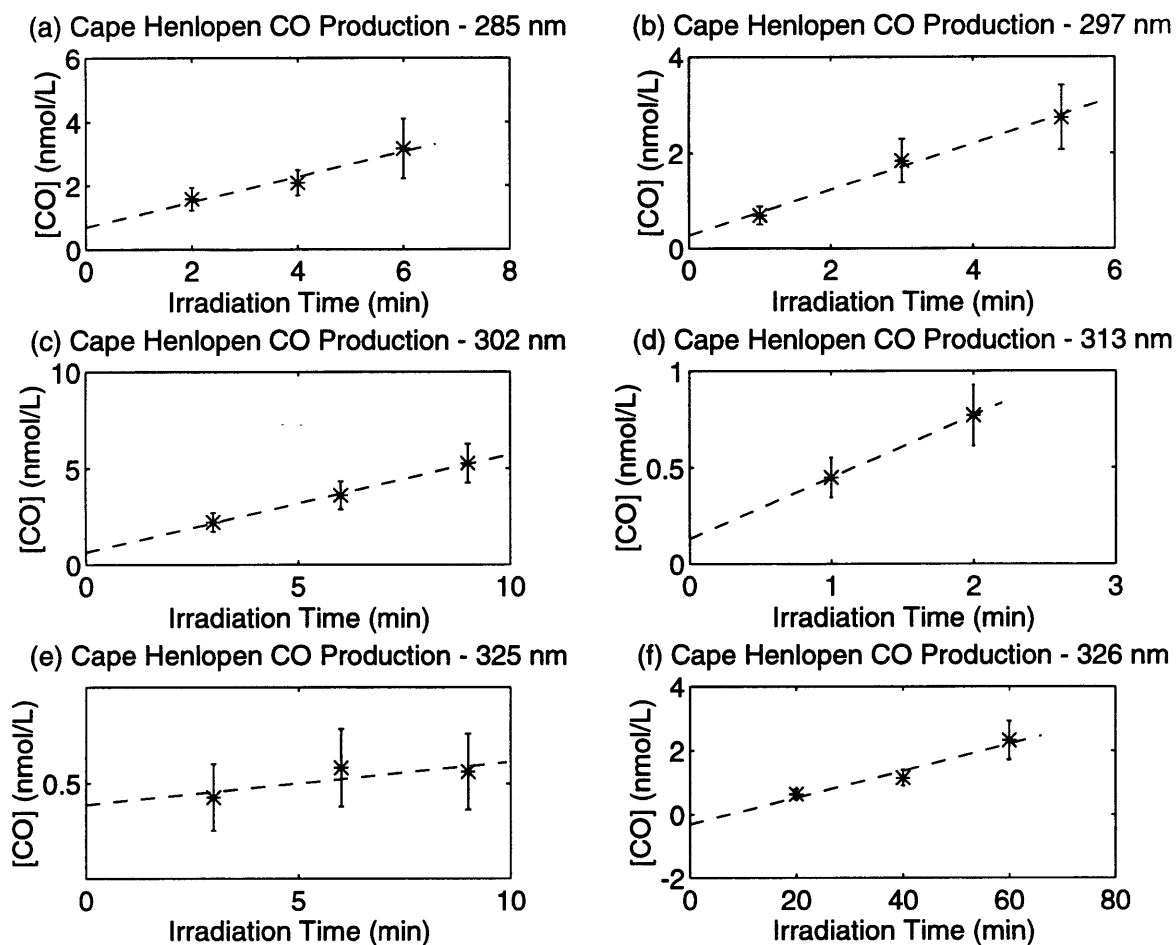 (a) Cape Henlopen CO Production - 285 nm
[CO] (nmol/L)
6
4
2
0
0 2 4 6 8
Irradiation Time (min)
(b) Cape Henlopen CO Production - 297 nm
[CO] (nmol/L)
4
2
0
0 2 4 6
Irradiation Time (min)
(c) Cape Henlopen CO Production - 302 nm
[CO] (nmol/L)
10
5
0
0 5 10
Irradiation Time (min)
(d) Cape Henlopen CO Production - 313 nm
[CO] (nmol/L)
1
0.5
0
0 1 2 3
Irradiation Time (min)
(e) Cape Henlopen CO Production - 325 nm
[CO] (nmol/L)
0.5
0 5 10
Irradiation Time (min)
(f) Cape Henlopen CO Production - 326 nm
[CO] (nmol/L)
4
2
0
-2
0 20 40 60 80
Irradiation Time (min)